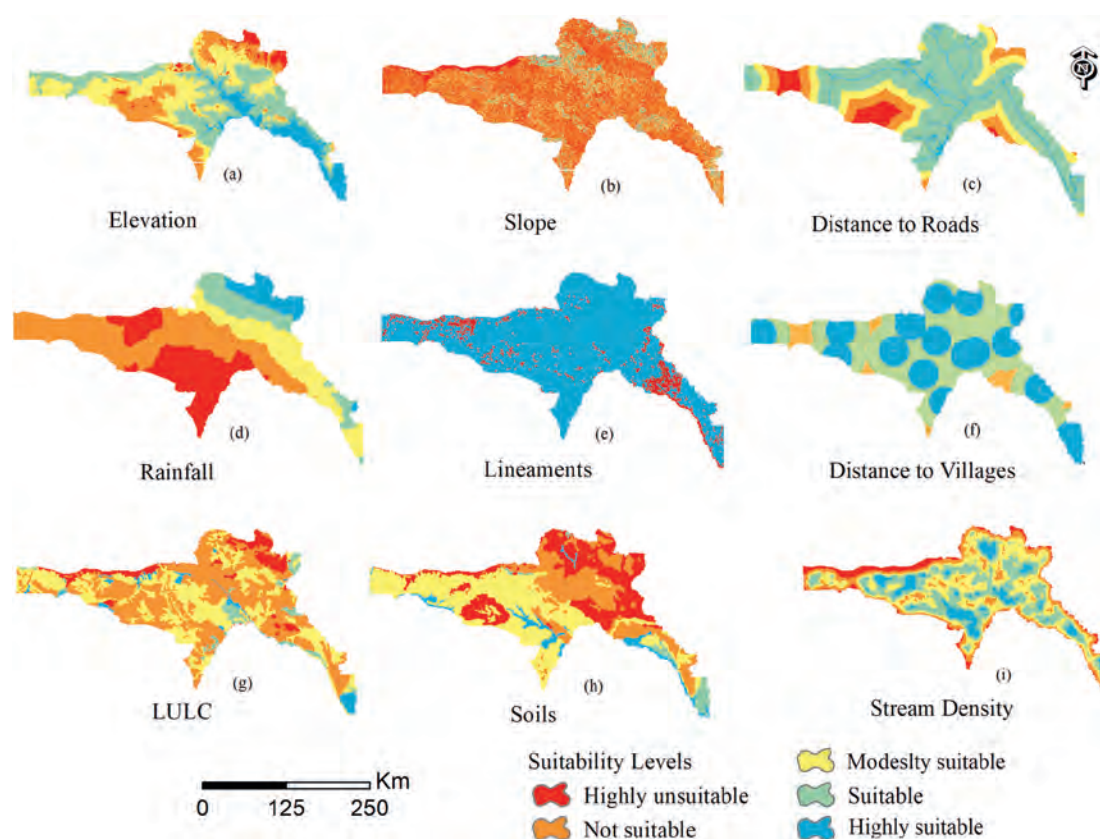 N
(a)
(b)
(c)
Elevation
Slope
Distance to Roads
(d)
(e)
(f)
Rainfall
Lineaments
Distance to Villages
(g)
(h)
(i)
LULC
Soils
Stream Density
Km
0 125 250
Suitability Levels
Highly unsuitable
Not suitable
Modeslty suitable
Suitable
Highly suitable